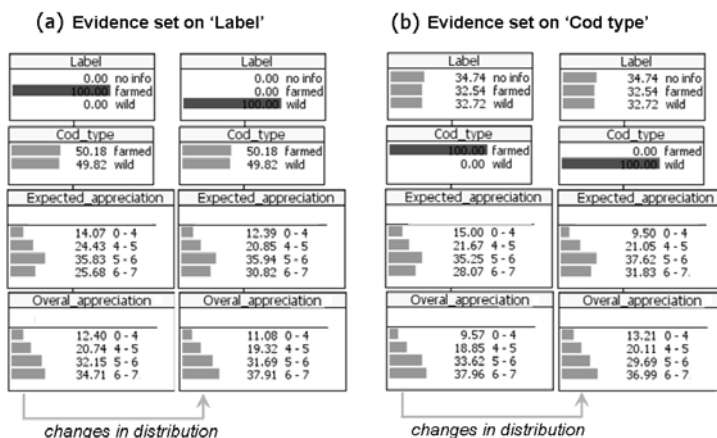 (a) Evidence set on 'Label'
Label
0.00 no info
100.00 farmed
0.00 wild
Cod_type
50.18 farmed
49.82 wild
Expected_appreciation
14.07 0 - 4
24.43 4 - 5
35.83 5 - 6
25.68 6 - 7
Overal_appreciation
12.40 0 - 4
20.74 4 - 5
32.15 5 - 6
34.71 6 - 7
Label
0.00 no info
0.00 farmed
100.00 wild
Cod_type
50.18 farmed
49.82 wild
Expected_appreciation
12.39 0 - 4
20.85 4 - 5
35.94 5 - 6
30.82 6 - 7
Overal_appreciation
11.08 0 - 4
19.32 4 - 5
31.69 5 - 6
37.91 6 - 7
changes in distribution
(b) Evidence set on 'Cod type'
Label
34.74 no info
32.54 farmed
32.72 wild
Cod_type
100.00 farmed
0.00 wild
Expected_appreciation
15.00 0 - 4
21.67 4 - 5
35.25 5 - 6
28.07 6 - 7
Overal_appreciation
9.57 0 - 4
18.85 4 - 5
33.62 5 - 6
37.96 6 - 7
Label
34.74 no info
32.54 farmed
32.72 wild
Cod_type
0.00 farmed
100.00 wild
Expected_appreciation
9.50 0 - 4
21.05 4 - 5
37.62 5 - 6
31.83 6 - 7.
Overal_appreciation
13.21 0 - 4
20.11 4 - 5
29.69 5 - 6
36.99 6 - 7
changes in distribution